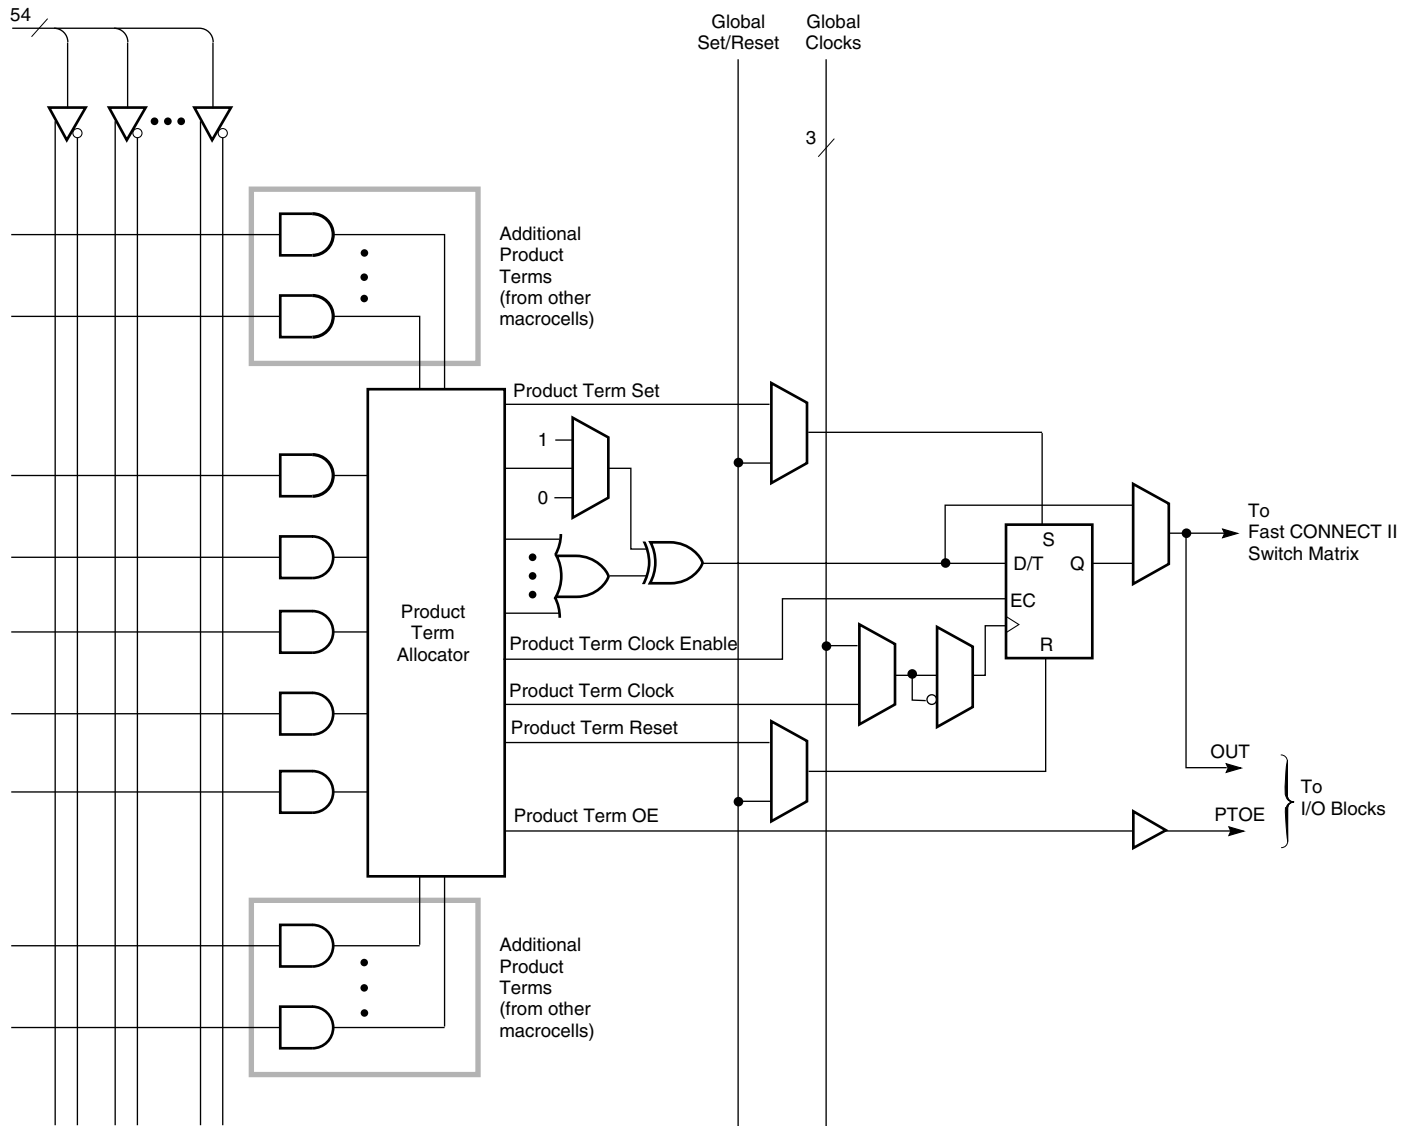 54
Global
Set/Reset
Global
Clocks
3
Additional
Product
Terms
(from other
macrocells)
Product Term Set
1
0
Product
Term
Allocator
Product Term Clock Enable
Product Term Clock
Product Term Reset
Product Term OE
S
D/T Q
EC
R
To
Fast CONNECT II
Switch Matrix
OUT
PTOE
To
I/O Blocks
Additional
Product
Terms
(from other
macrocells)